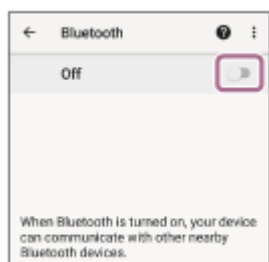 Bluetooth
Off
When Bluetooth is turned on, your device
can communicate with other nearby
Bluetooth devices.